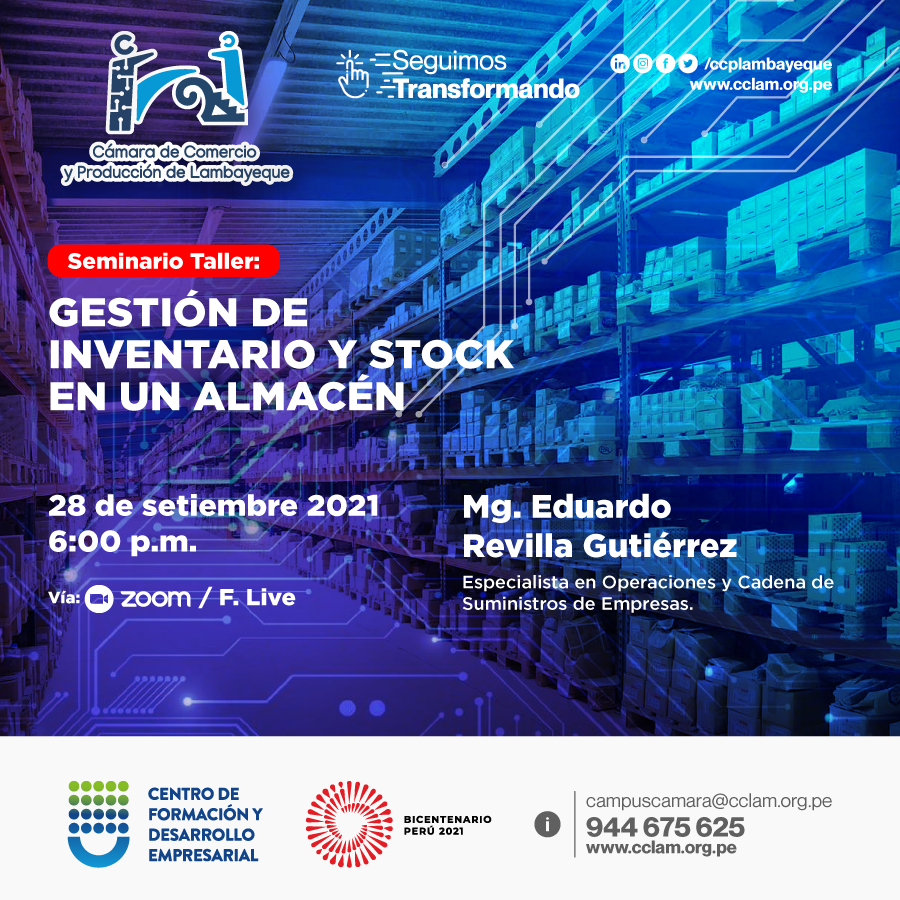 Cámara de Comercio
y Producción de Lambayeque
Seguimos
Transformando
/ccplambayeque
www.cclam.org.pe
Seminario Taller:
GESTIÓN DE
INVENTARIO Y STOCK
EN UN ALMACÉN
28 de setiembre 2021
6:00 p.m.
Vía: zoom / F. Live
Mg. Eduardo
Revilla Gutiérrez
Especialista en Operaciones y Cadena de
Suministros de Empresas.
CENTRO DE
FORMACIÓN Y
DESARROLLO
EMPRESARIAL
BICENTENARIO
PERÚ 2021
campuscamara@cclam.org.pe
944 675 625
www.cclam.org.pe